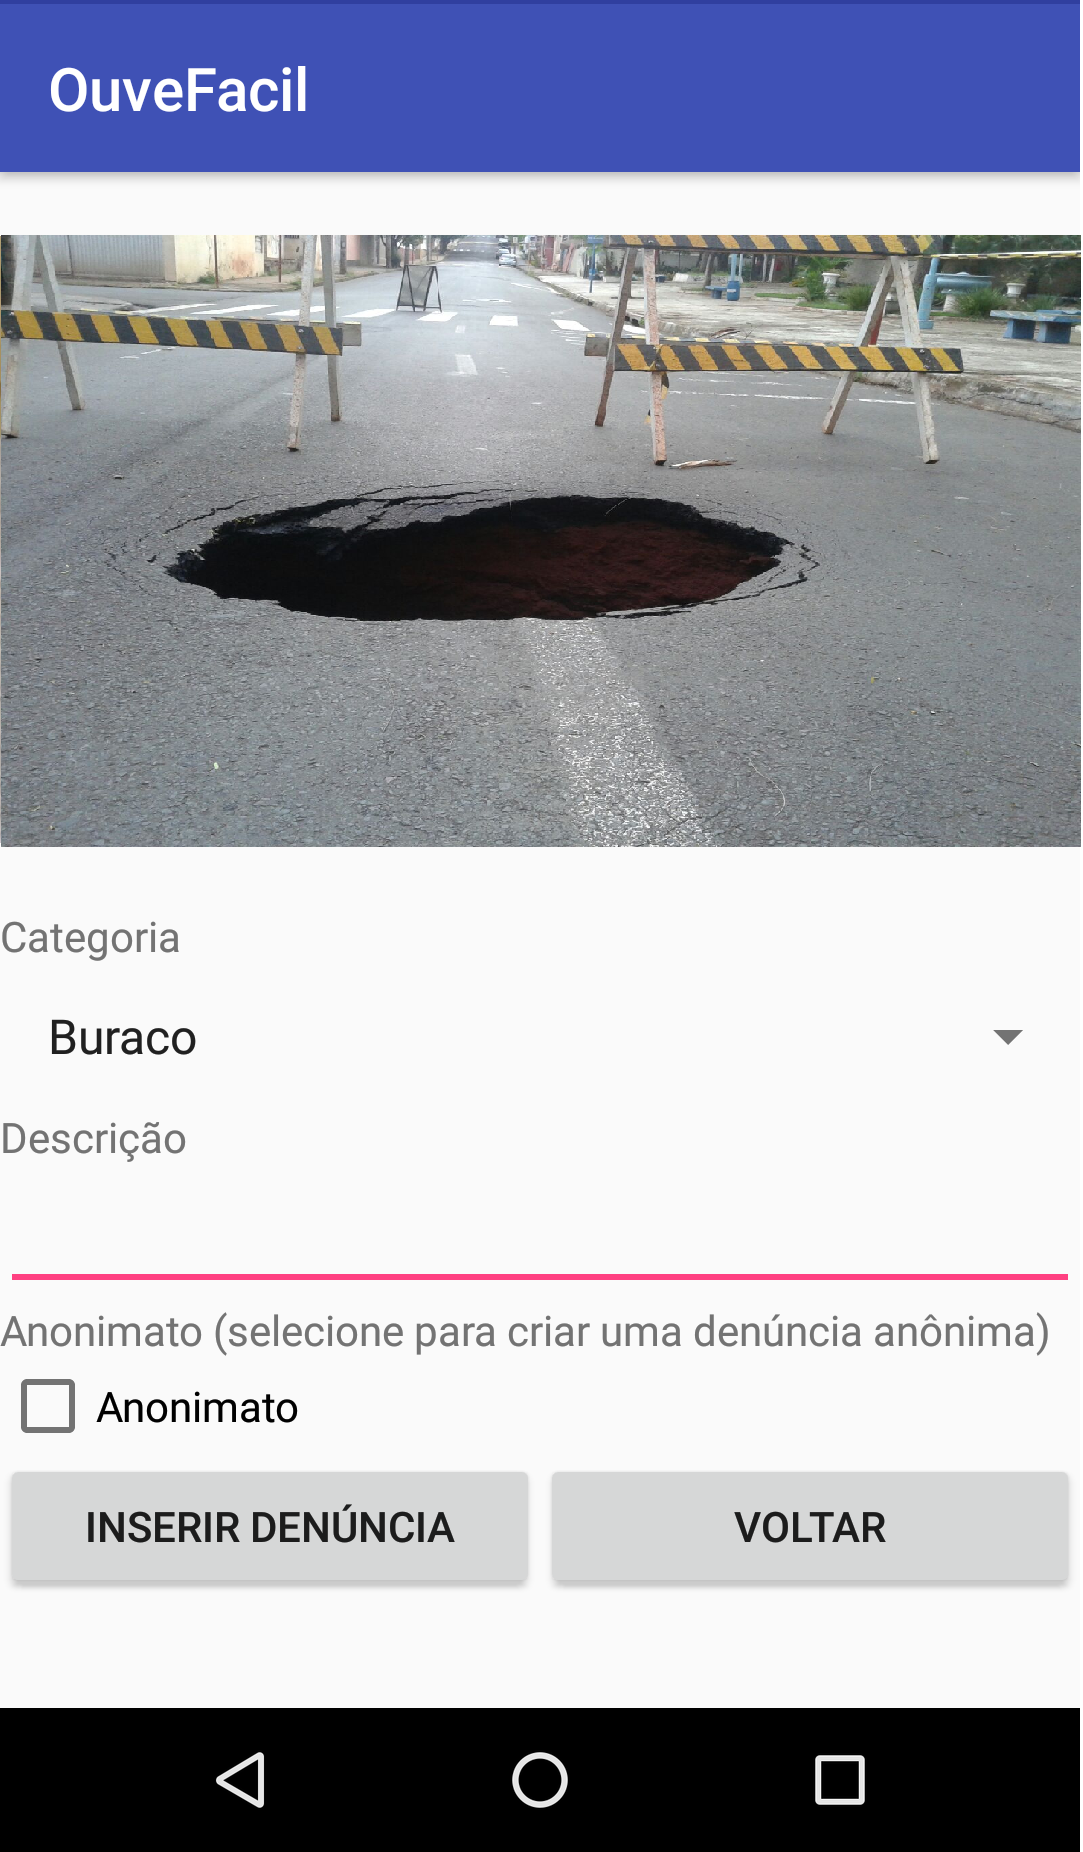 OuveFacil
Categoria
Buraco
Descrição
Anonimato (selecione para criar uma denúncia anônima)
Anonimato
INSERIR DENÚNCIA
VOLTAR